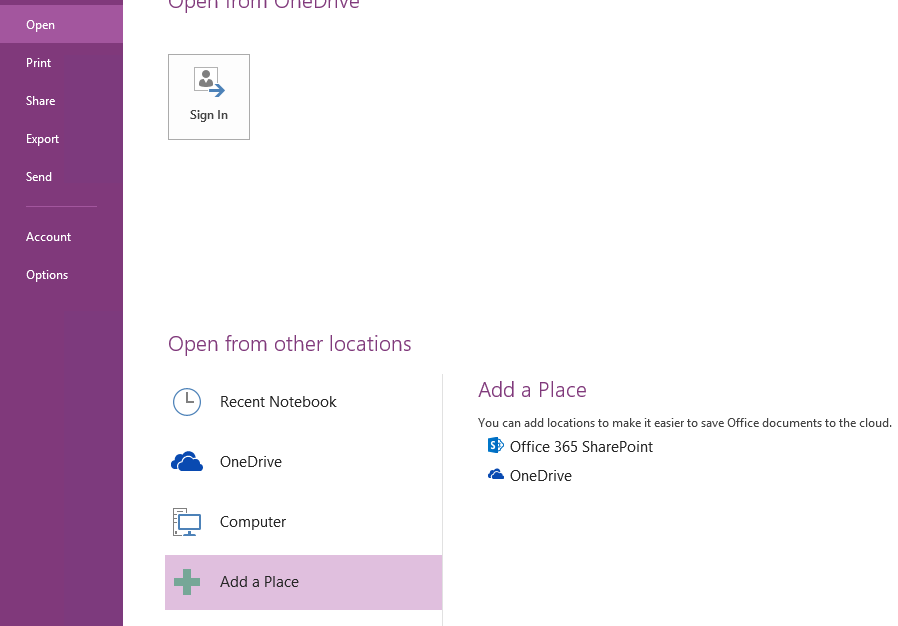 Open from OneDrive
Open
Print
Share
Export
Send
Account
Options
Sign In
Open from other locations
Recent Notebook
OneDrive
Computer
Add a Place
Add a Place
You can add locations to make it easier to save Office documents to the cloud.
Office 365 SharePoint
OneDrive